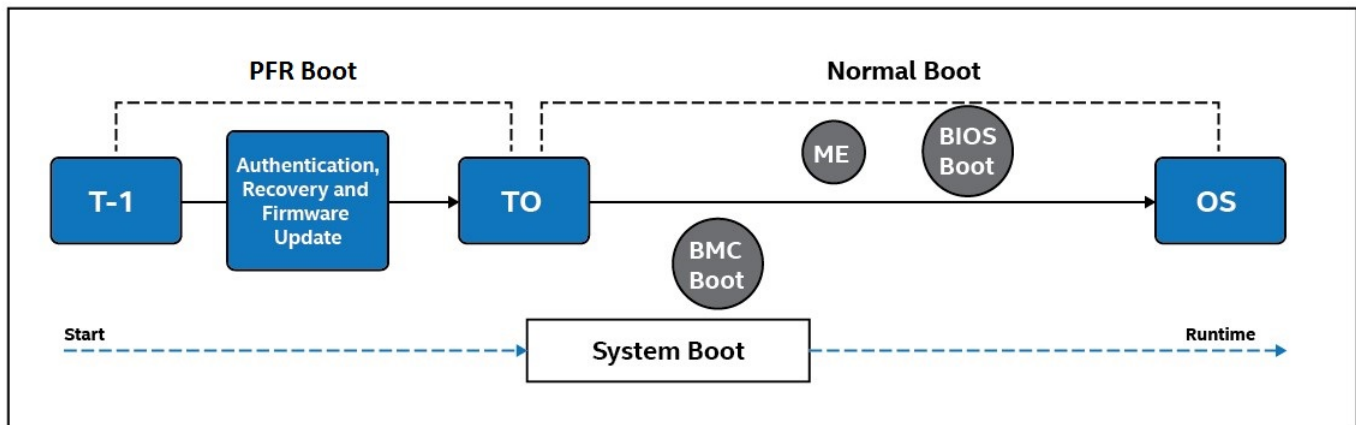 PFR Boot
Normal Boot
T-1
Authentication,
Recovery and
Firmware
Update
TO
ME
BIOS
Boot
OS
BMC
Boot
Start
System Boot
Runtime